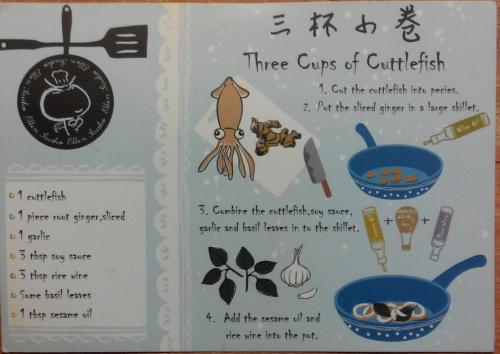 三 杯 小 卷
Three Cups of Cuttlefish
1. Cut the cuttlefish into pecies.
2. Put the sliced ginger in a large skillet.
Olive Oil
3. Combine the cuttlefish,soy sauce,
garlic and basil leaves in to the skillet.
4. Add the sesame oil and
rice wine into the pot.
Ellen Studio Ellen Studio Ellen Studio Ellen Studio
1 cuttlefish
1 piece root ginger,sliced
1 garlic
3 tbsp soy sauce
3 tbsp rice wine
Some basil leaves
1 tbsp sesame oil